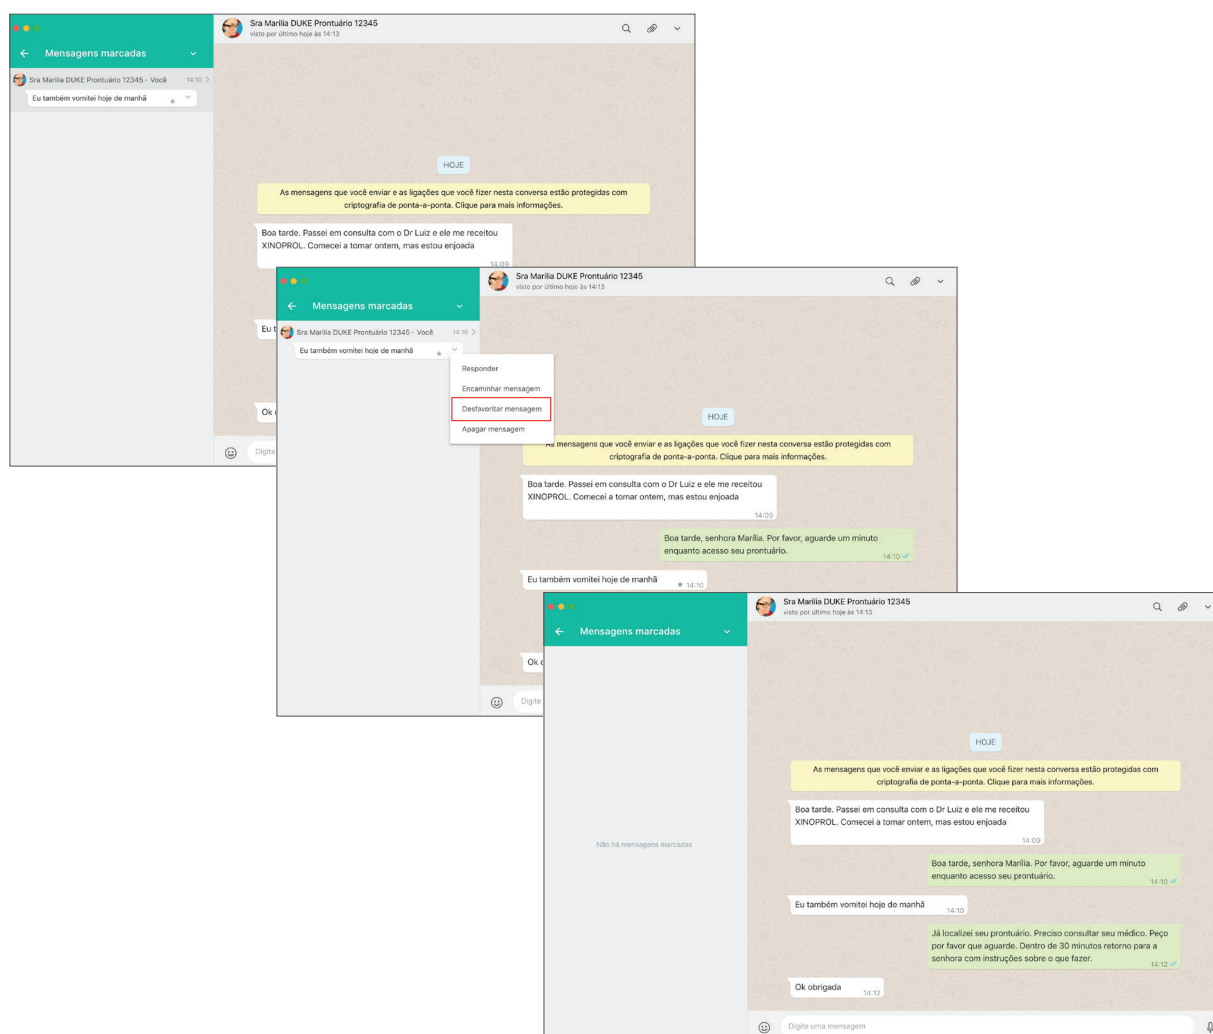 Sra Marilia DUKE Prontuário 12345
visto por último hoje às 14:13
Mensagens marcadas
Sra Marilia DUKE Prontuário 12345 - Você 14:10
Eu também vomitei hoje de manhã
HOJE
As mensagens que você enviar e as ligações que você fizer nesta conversa estão protegidas com
criptografia de ponta-a-ponta. Clique para mais informações.
Boa tarde. Passei em consulta com o Dr Luiz e ele me receitou
XINOPROL. Comecei a tomar ontem, mas estou enjoada
14:09
Eu t
Ok
Digite
Sra Marilia DUKE Prontuário 12345
visto por último hoje às 14:13
Mensagens marcadas
Sra Marilia DUKE Prontuário 12345 - Você 14:10
Eu também vomitei hoje de manhã
Responder
Encaminhar mensagem
Desfavoritar mensagem
Apagar mensagem
HOJE
As mensagens que você enviar e as ligações que você fizer nesta conversa estão protegidas com
criptografia de ponta-a-ponta. Clique para mais informações.
Boa tarde. Passei em consulta com o Dr Luiz e ele me receitou
XINOPROL. Comecei a tomar ontem, mas estou enjoada
14:09
Boa tarde, senhora Marília. Por favor, aguarde um minuto
enquanto acesso seu prontuário.
14:10
Eu também vomitei hoje de manhã
14:10
Ok
Digite
Sra Marilia DUKE Prontuário 12345
visto por último hoje às 14:13
Mensagens marcadas
Não há mensagens marcadas
HOJE
As mensagens que você enviar e as ligações que você fizer nesta conversa estão protegidas com
criptografia de ponta-a-ponta. Clique para mais informações.
Boa tarde. Passei em consulta com o Dr Luiz e ele me receitou
XINOPROL. Comecei a tomar ontem, mas estou enjoada
14:09
Boa tarde, senhora Marília. Por favor, aguarde um minuto
enquanto acesso seu prontuário.
14:10
Eu também vomitei hoje de manhã
14:10
Já localizei seu prontuário. Preciso consultar seu médico. Peço
por favor que aguarde. Dentro de 30 minutos retorno para a
senhora com instruções sobre o que fazer.
14:12
Ok obrigada
14:12
Digite uma mensagem